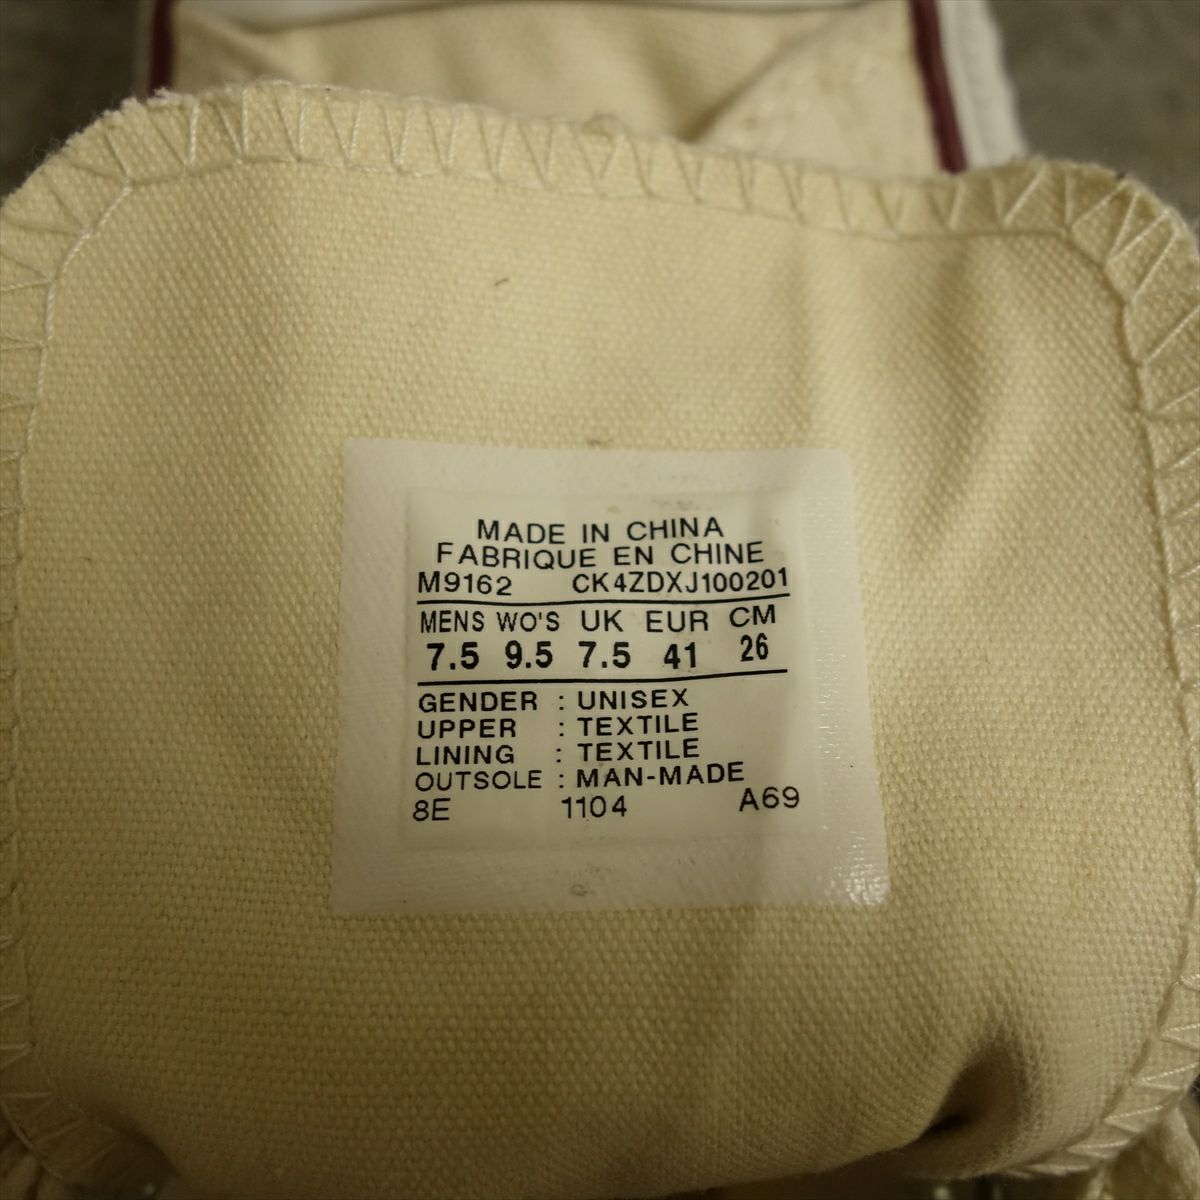 MADE IN CHINA
FABRIQUE EN CHINE
M9162 CK4ZDXJ100201
MENS WO'S UK EUR CM
7.5 9.5 7.5 41 26
GENDER : UNISEX
UPPER : TEXTILE
LINING : TEXTILE
OUTSOLE : MAN-MADE
8E 1104 A69